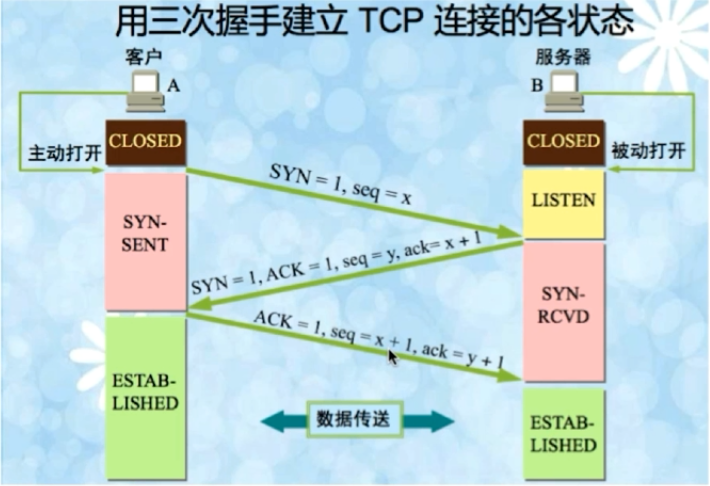 用三次握手建立 TCP 连接的各状态
客户
服务器
A
B
CLOSED
CLOSED
主动打开
被动打开
SYN = 1, seq = x
LISTEN
SYN-
SENT
SYN = 1, ACK = 1, seq = y, ack= x + 1
SYN-
RCVD
ACK = 1, seq = x + 1, ack = y + 1
ESTAB-
LISHED
数据传送
ESTAB-
LISHED